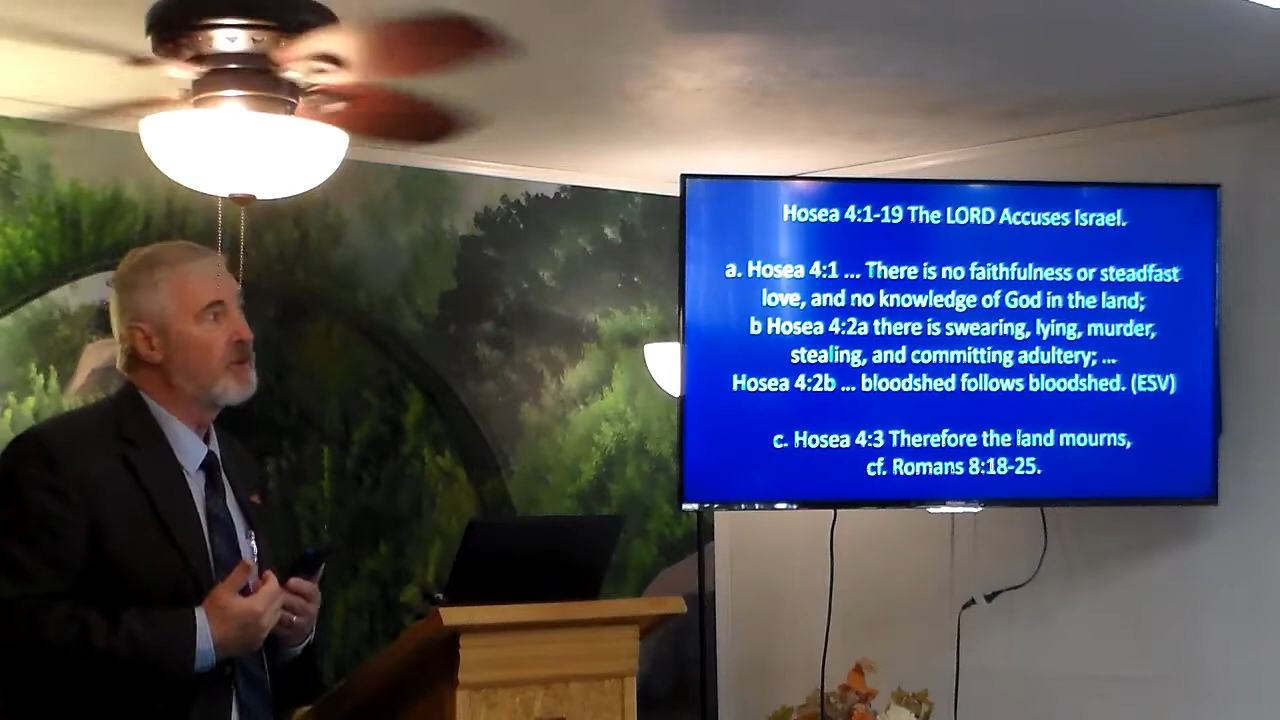 Hosea 4:1-19 The LORD Accuses Israel.
a. Hosea 4:1 ... There is no faithfulness or steadfast
love, and no knowledge of God in the land;
b Hosea 4:2a there is swearing, lying, murder,
stealing, and committing adultery; ...
Hosea 4:2b ... bloodshed follows bloodshed. (ESV)
c. Hosea 4:3 Therefore the land mourns,
cf. Romans 8:18-25.